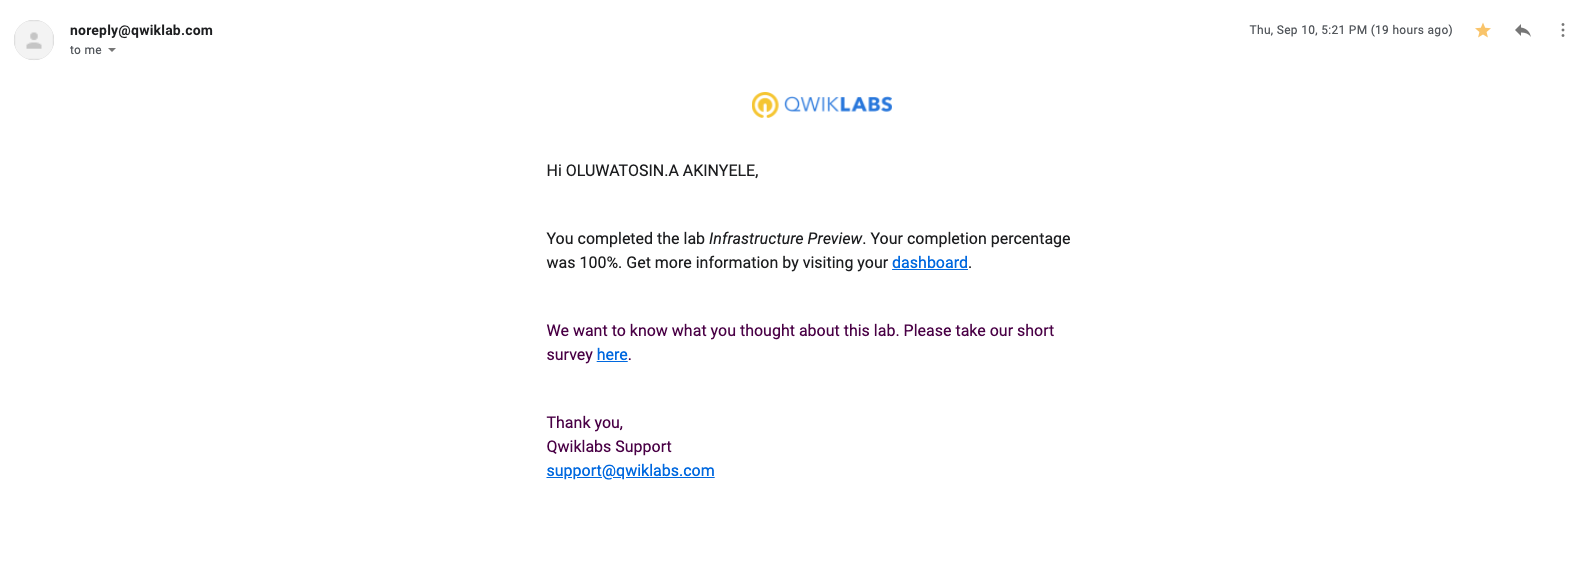 noreply@qwiklab.com
Thu, Sep 10, 5:21 PM (19 hours ago)
to me
QWIKLABS
Hi OLUWATOSIN.A AKINYELE,
You completed the lab Infrastructure Preview. Your completion percentage
was 100%. Get more information by visiting your dashboard.
We want to know what you thought about this lab. Please take our short
survey here.
Thank you,
Qwiklabs Support
support@qwiklabs.com